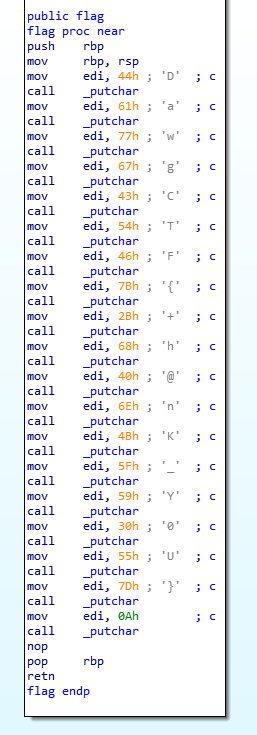 public flag
flag proc near
push    rbp
mov     rbp, rsp
mov     edi, 44h ; 'D'  ; c
call    _putchar
mov     edi, 61h ; 'a'  ; c
call    _putchar
mov     edi, 77h ; 'w'  ; c
call    _putchar
mov     edi, 67h ; 'g'  ; c
call    _putchar
mov     edi, 43h ; 'C'  ; c
call    _putchar
mov     edi, 54h ; 'T'  ; c
call    _putchar
mov     edi, 46h ; 'F'  ; c
call    _putchar
mov     edi, 7Bh ; '{'  ; c
call    _putchar
mov     edi, 2Bh ; '+'  ; c
call    _putchar
mov     edi, 68h ; 'h'  ; c
call    _putchar
mov     edi, 40h ; '@'  ; c
call    _putchar
mov     edi, 6Eh ; 'n'  ; c
call    _putchar
mov     edi, 4Bh ; 'K'  ; c
call    _putchar
mov     edi, 5Fh ; '_'  ; c
call    _putchar
mov     edi, 59h ; 'Y'  ; c
call    _putchar
mov     edi, 30h ; '0'  ; c
call    _putchar
mov     edi, 55h ; 'U'  ; c
call    _putchar
mov     edi, 7Dh ; '}'  ; c
call    _putchar
mov     edi, 0Ah        ; c
call    _putchar
nop
pop     rbp
retn
flag endp